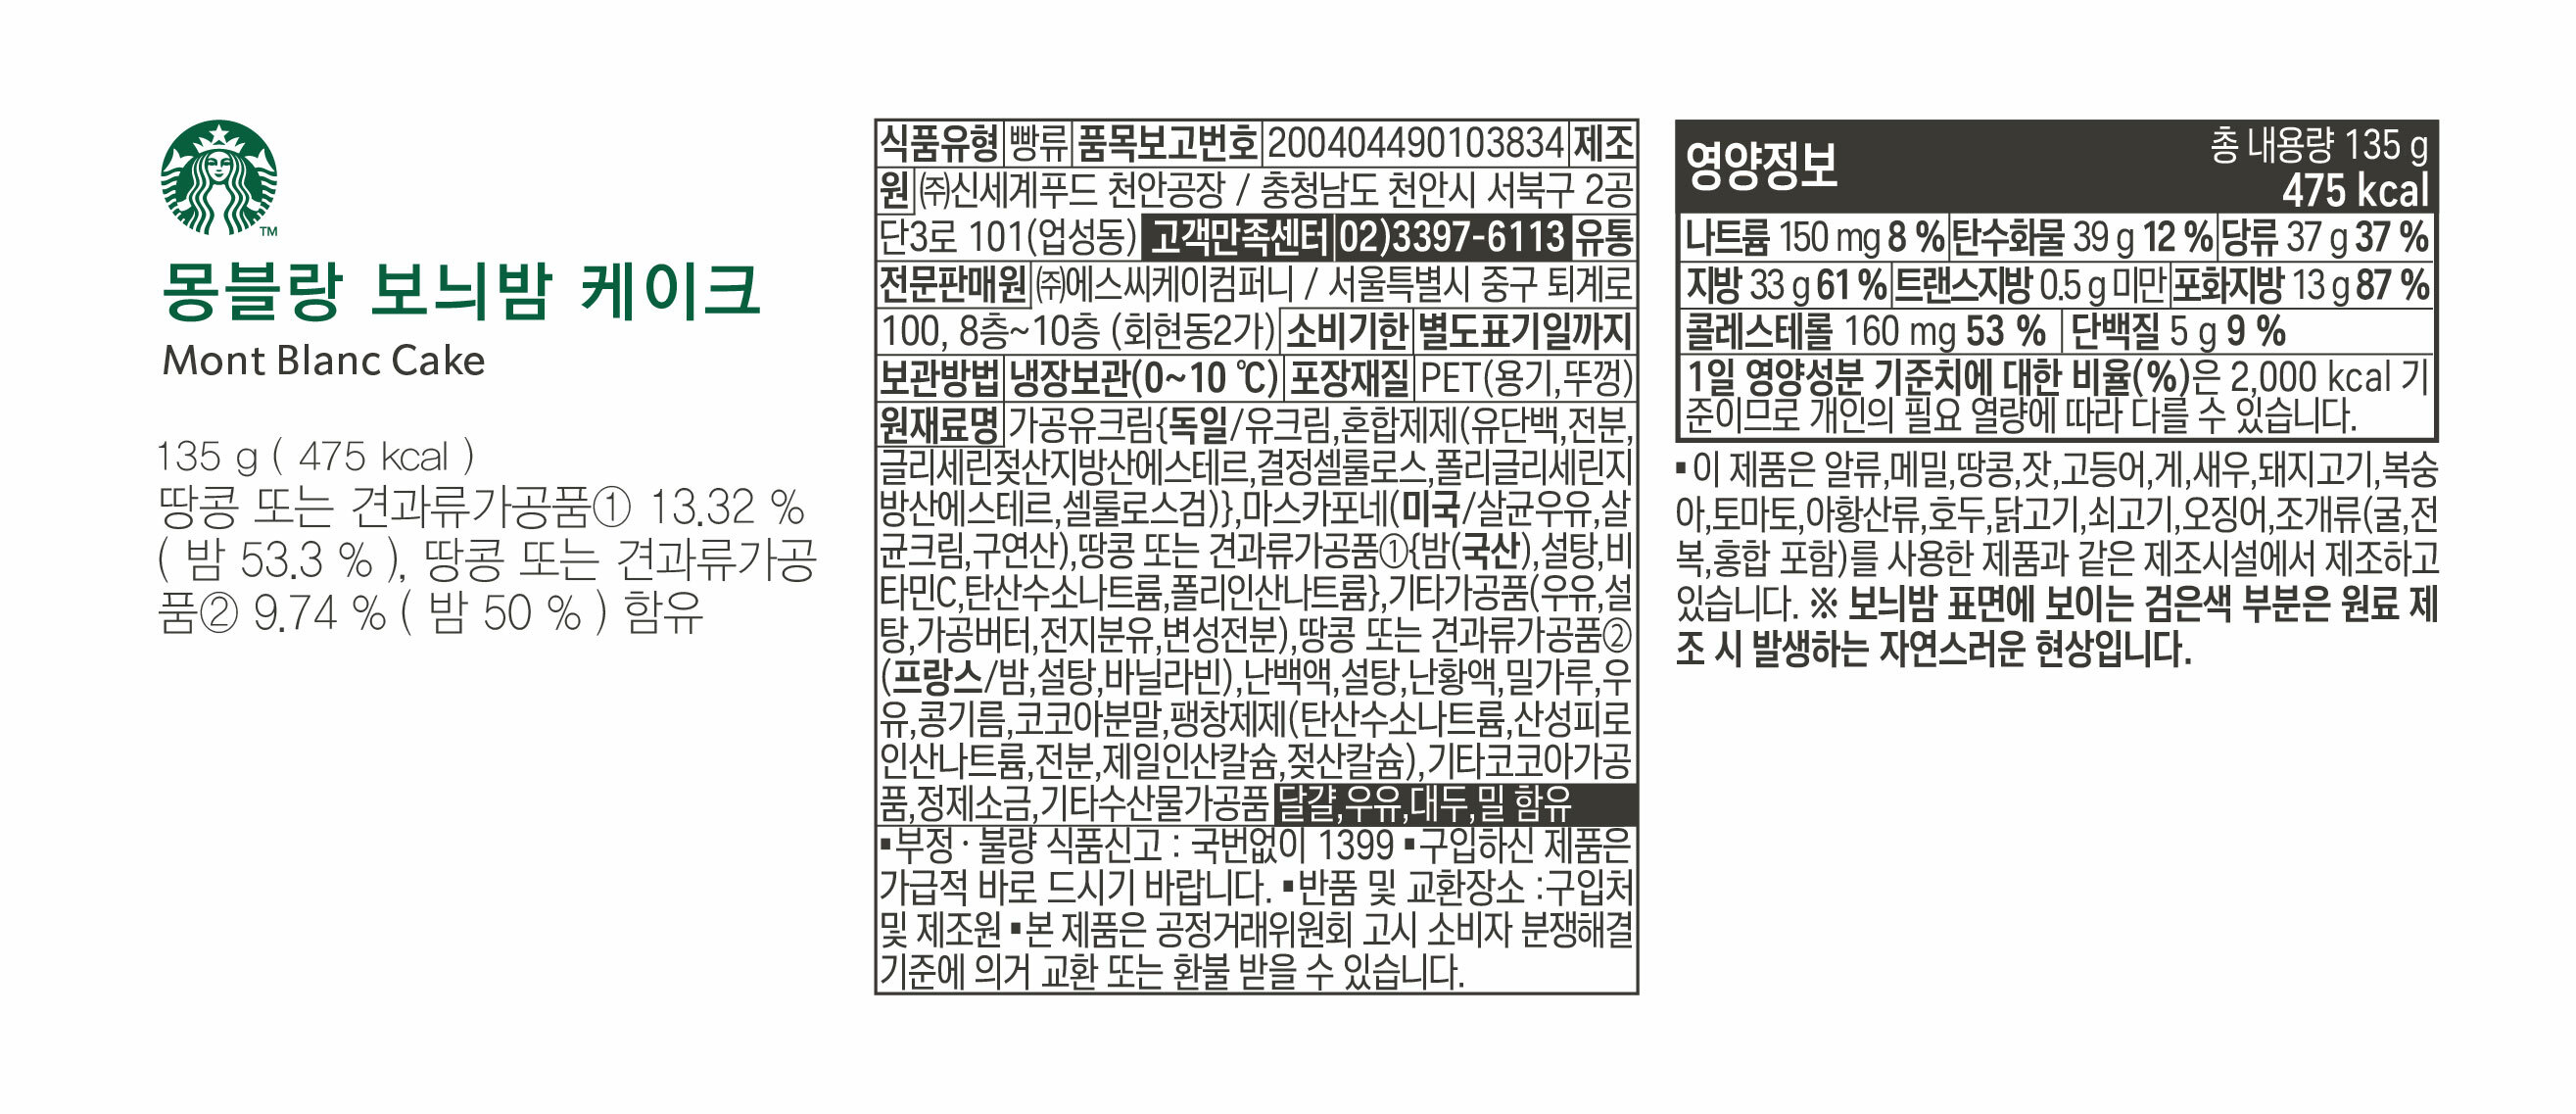 TM
몽블랑 보늬밤 케이크
Mont Blanc Cake
135 g ( 475 kcal )
땅콩 또는 견과류가공품① 13.32 %
( 밤 53.3 % ), 땅콩 또는 견과류가공
품② 9.74 % ( 밤 50 % ) 함유
식품유형 빵류 품목보고번호 200404490103834 제조
원 ㈜신세계푸드 천안공장 / 충청남도 천안시 서북구 2공
단3로 101(업성동) 고객만족센터 02)3397-6113 유통
전문판매원 ㈜에스씨케이컴퍼니 / 서울특별시 중구 퇴계로
100, 8층~10층 (회현동2가) 소비기한 별도표기일까지
보관방법 냉장보관(0~10 ℃) 포장재질 PET(용기,뚜껑)
원재료명 가공유크림{독일/유크림,혼합제제(유단백,전분,
글리세린젖산지방산에스테르,결정셀룰로스,폴리글리세린지
방산에스테르,셀룰로스검)},마스카포네(미국/살균우유,살
균크림,구연산),땅콩 또는 견과류가공품①{밤(국산),설탕,비
타민C,탄산수소나트륨,폴리인산나트륨},기타가공품(우유,설
탕,가공버터,전지분유,변성전분),땅콩 또는 견과류가공품②
(프랑스/밤,설탕,바닐라빈),난백액,설탕,난황액,밀가루,우
유,콩기름,코코아분말,팽창제제(탄산수소나트륨,산성피로
인산나트륨,전분,제일인산칼슘,젖산칼슘),기타코코아가공
품,정제소금,기타수산물가공품 달걀,우유,대두,밀 함유
▪부정 · 불량 식품신고 : 국번없이 1399 ▪구입하신 제품은
가급적 바로 드시기 바랍니다. ▪반품 및 교환장소 :구입처
및 제조원 ▪본 제품은 공정거래위원회 고시 소비자 분쟁해결
기준에 의거 교환 또는 환불 받을 수 있습니다.
영양정보 총 내용량 135 g
475 kcal
나트륨 150 mg 8 % 탄수화물 39 g 12 % 당류 37 g 37 %
지방 33 g 61 % 트랜스지방 0.5 g 미만 포화지방 13 g 87 %
콜레스테롤 160 mg 53 % 단백질 5 g 9 %
1일 영양성분 기준치에 대한 비율(%)은 2,000 kcal 기
준이므로 개인의 필요 열량에 따라 다를 수 있습니다.
▪이 제품은 알류,메밀,땅콩,잣,고등어,게,새우,돼지고기,복숭
아,토마토,아황산류,호두,닭고기,쇠고기,오징어,조개류(굴,전
복,홍합 포함)를 사용한 제품과 같은 제조시설에서 제조하고
있습니다. ※ 보늬밤 표면에 보이는 검은색 부분은 원료 제
조 시 발생하는 자연스러운 현상입니다.